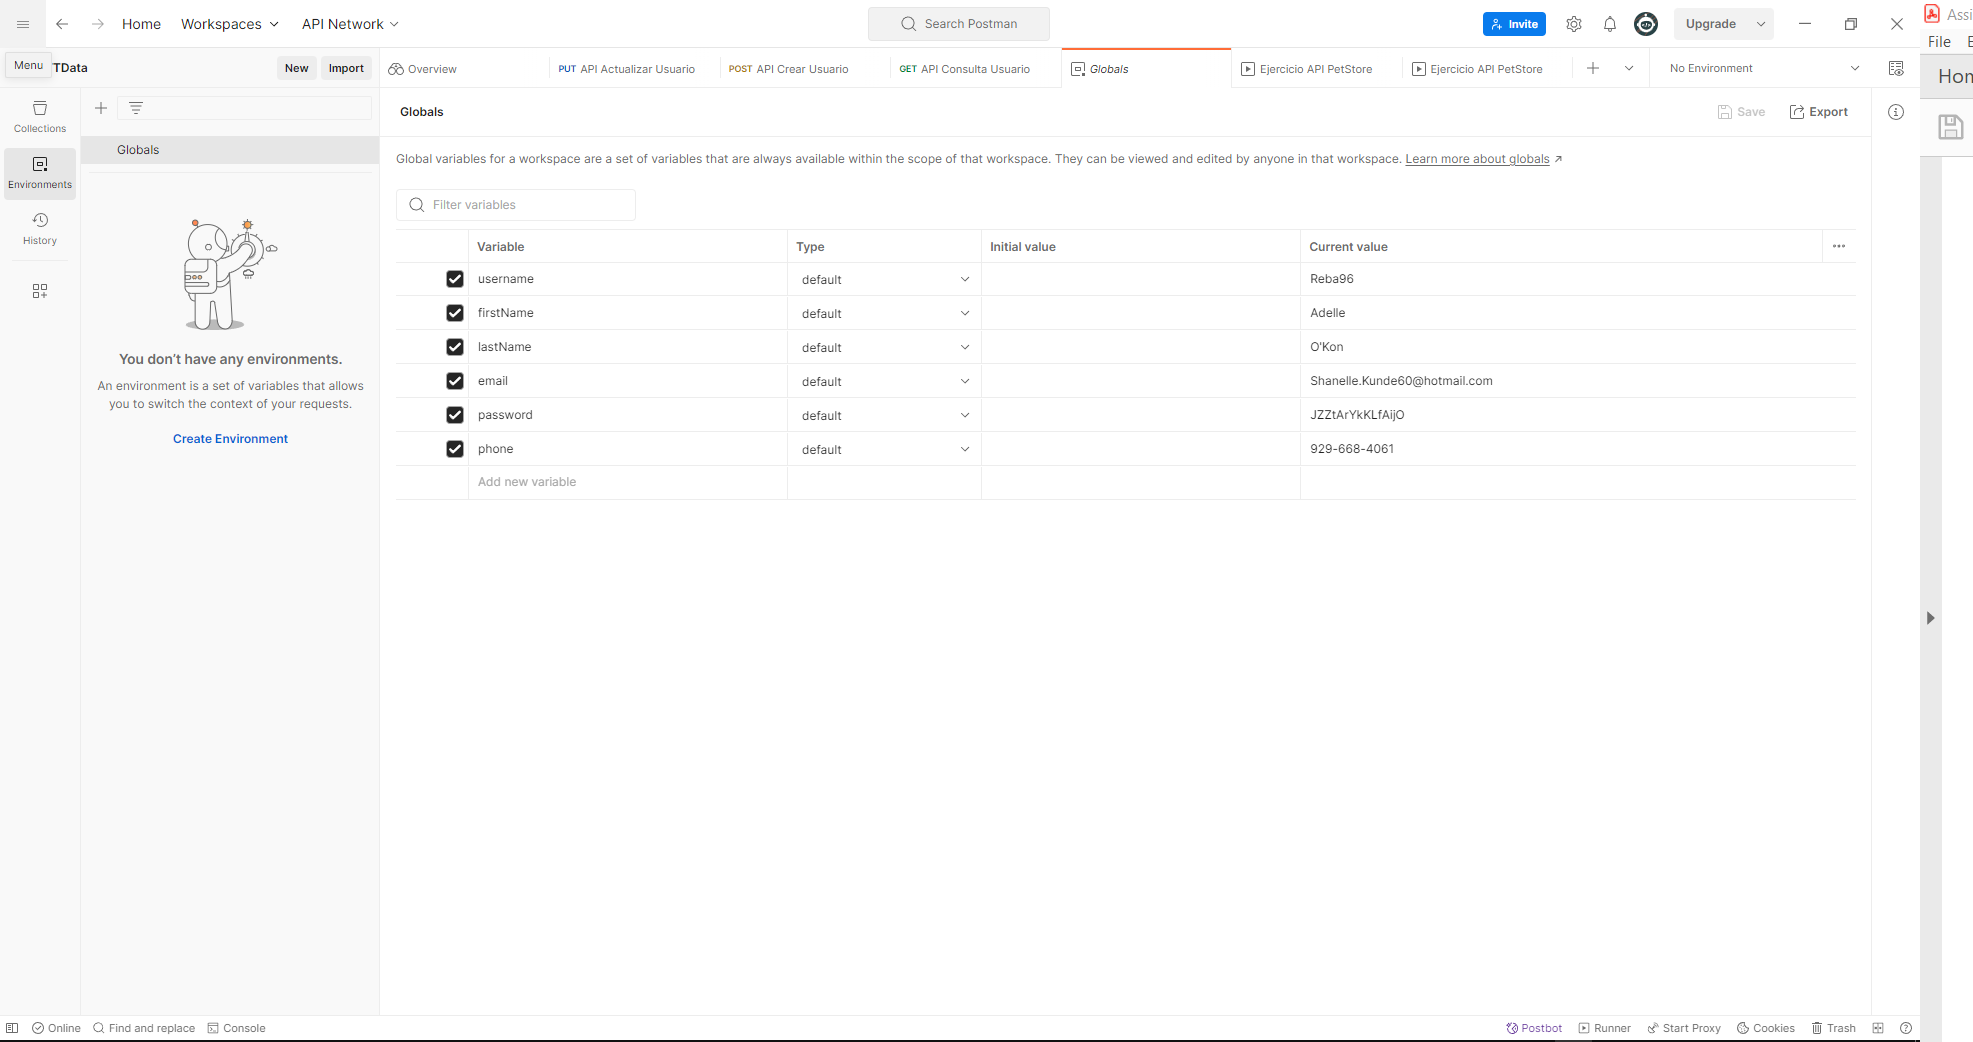 Home Workspaces API Network Search Postman Invite Upgrade
Menu TData New Import Overview PUT API Actualizar Usuario POST API Crear Usuario GET API Consulta Usuario Globals Ejercicio API PetStore Ejercicio API PetStore No Environment
Assi
File E
Hom
Collections
Environments
History
Globals
You don't have any environments.
An environment is a set of variables that allows
you to switch the context of your requests.
Create Environment
Globals Save Export
Global variables for a workspace are a set of variables that are always available within the scope of that workspace. They can be viewed and edited by anyone in that workspace. Learn more about globals ↗
Filter variables
Variable Type Initial value Current value
username default Reba96
firstName default Adelle
lastName default O'Kon
email default Shanelle.Kunde60@hotmail.com
password default JZZtArYkKLfAijO
phone default 929-668-4061
Add new variable
Online Find and replace Console Postbot Runner Start Proxy Cookies Trash